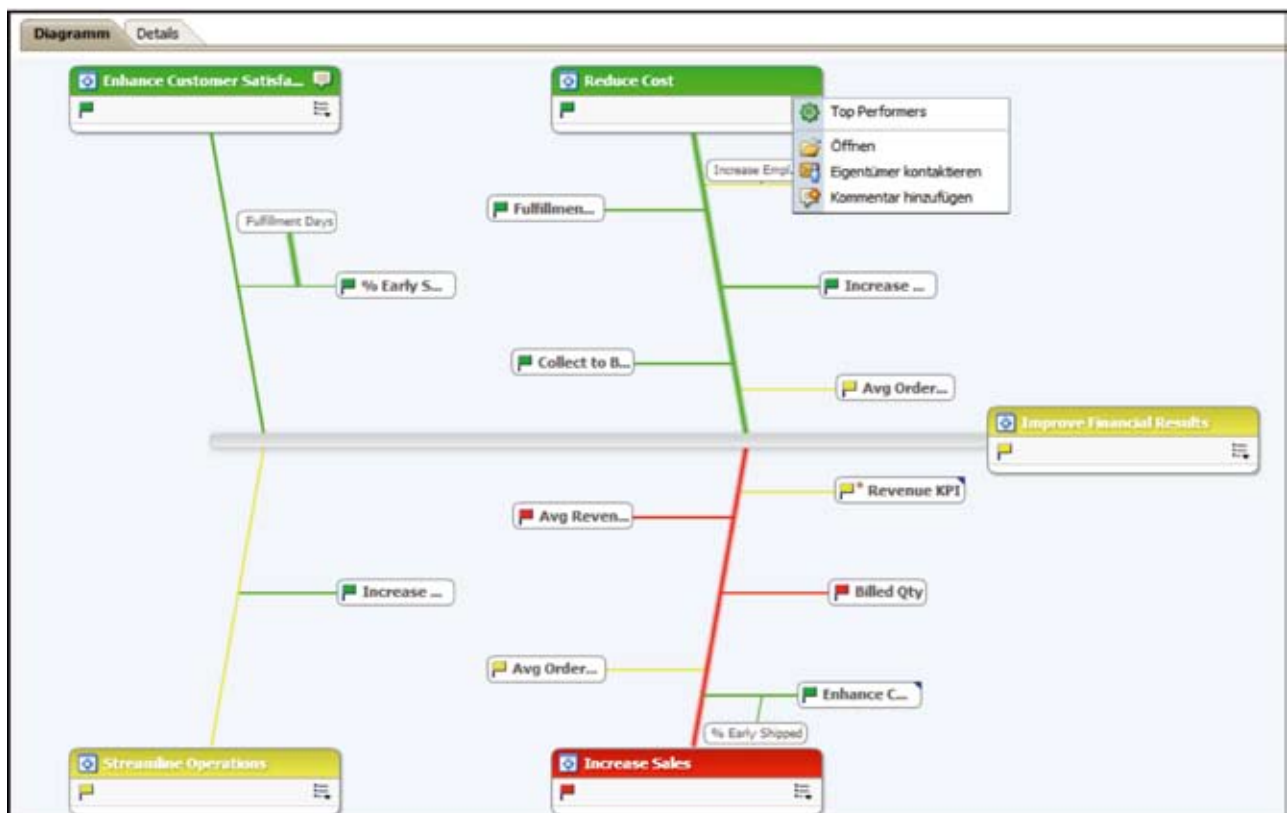 Diagramm
Details
Enhance Customer Satisfa...
Reduce Cost
Top Performers
Öffnen
Eigentümer kontaktieren
Kommentar hinzufügen
Increase Empl
Fulfillmen...
Fulfillment Days
% Early S...
Increase ...
Collect to B...
Avg Order...
Improve Financial Results
Revenue KPI
Avg Reven...
Increase ...
Billed Qty
Avg Order...
Enhance C...
% Early Shipped
Streamline Operations
Increase Sales